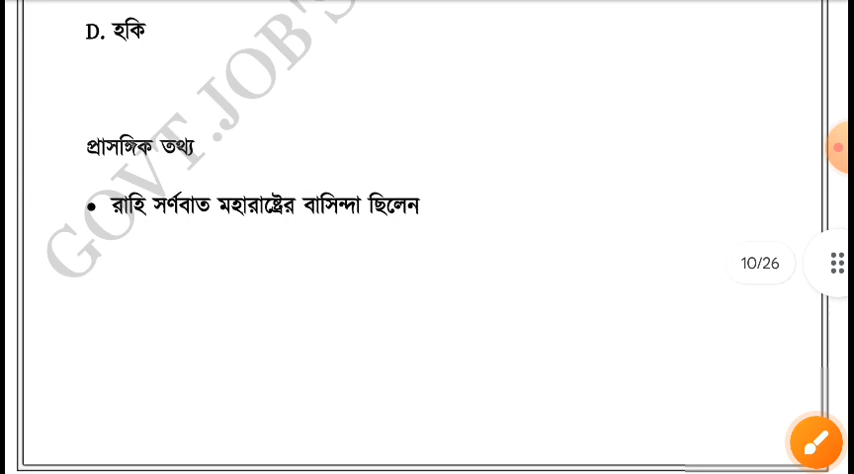 D. হকি
GOVT.JOB'S
প্রাসঙ্গিক তথ্য
• রাহি সর্ণবাত মহারাষ্ট্রের বাসিন্দা ছিলেন
10/26